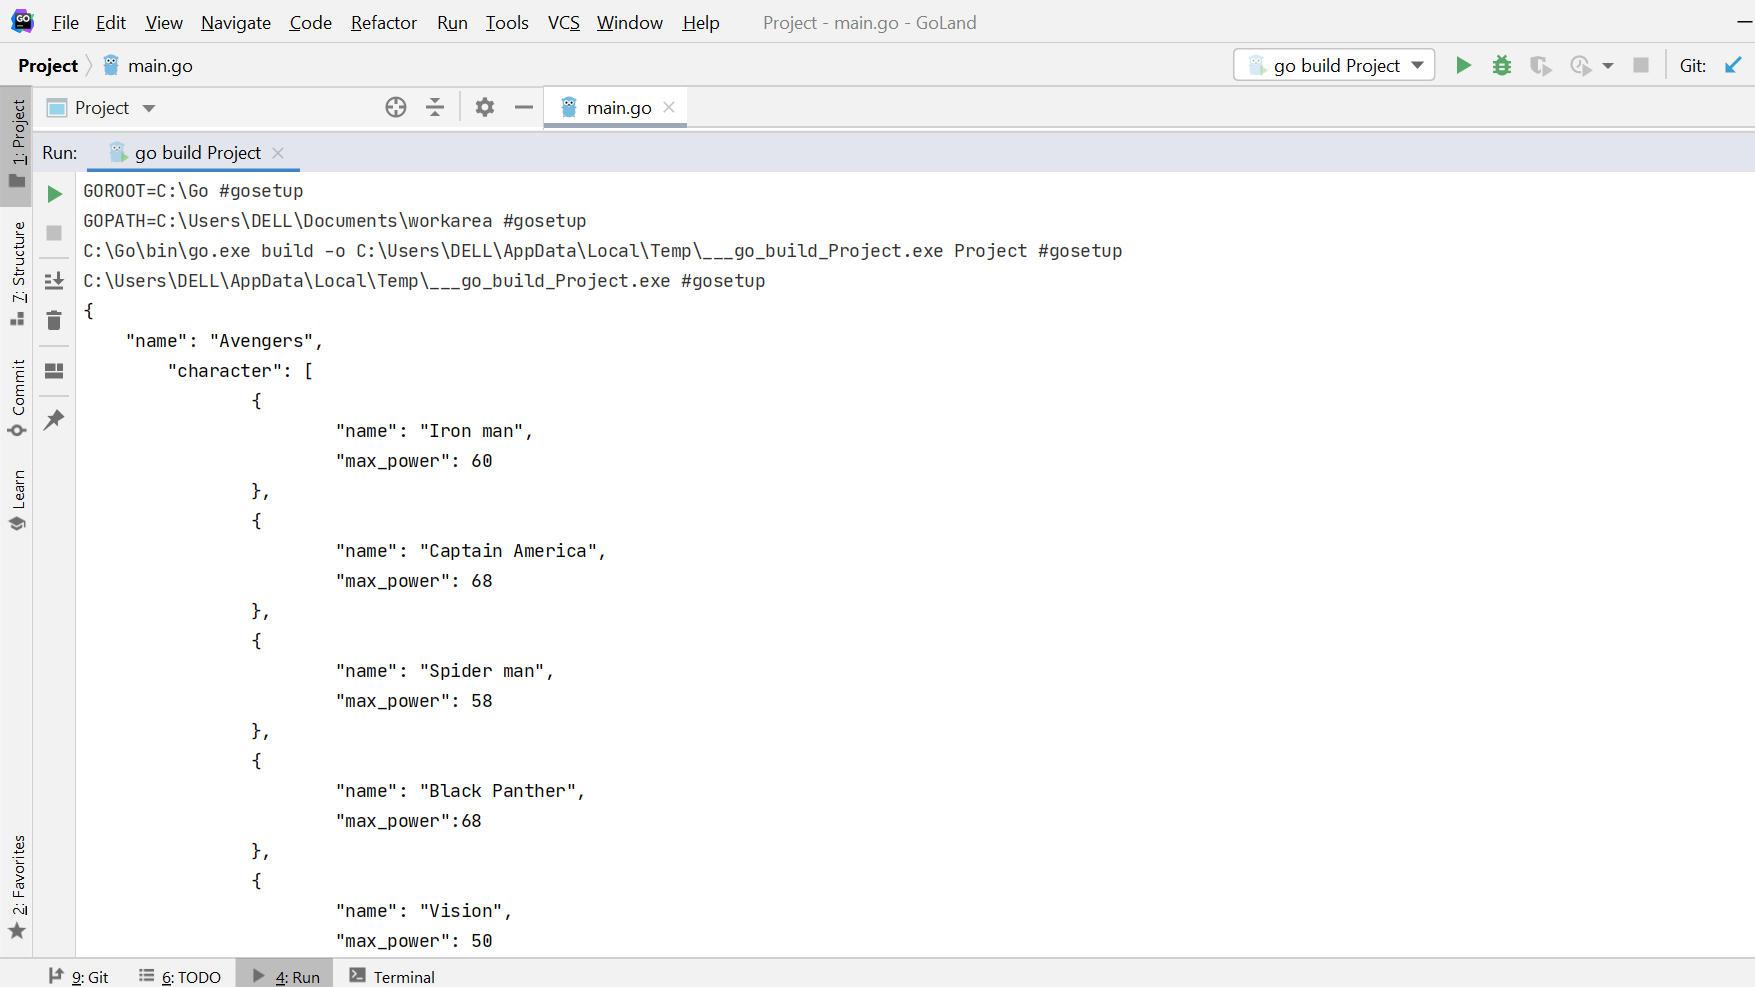 GO File Edit View Navigate Code Refactor Run Tools VCS Window Help Project - main.go - GoLand
Project main.go go build Project Git:
Project main.go
1: Project
Run: go build Project
GOROOT=C:\Go #gosetup
GOPATH=C:\Users\DELL\Documents\workarea #gosetup
C:\Go\bin\go.exe build -o C:\Users\DELL\AppData\Local\Temp\___go_build_Project.exe Project #gosetup
C:\Users\DELL\AppData\Local\Temp\___go_build_Project.exe #gosetup
{
    "name": "Avengers",
        "character": [
                {
                        "name": "Iron man",
                        "max_power": 60
                },
                {
                        "name": "Captain America",
                        "max_power": 68
                },
                {
                        "name": "Spider man",
                        "max_power": 58
                },
                {
                        "name": "Black Panther",
                        "max_power":68
                },
                {
                        "name": "Vision",
                        "max_power": 50
7: Structure
Commit
Learn
2: Favorites
9: Git 6: TODO 4: Run Terminal